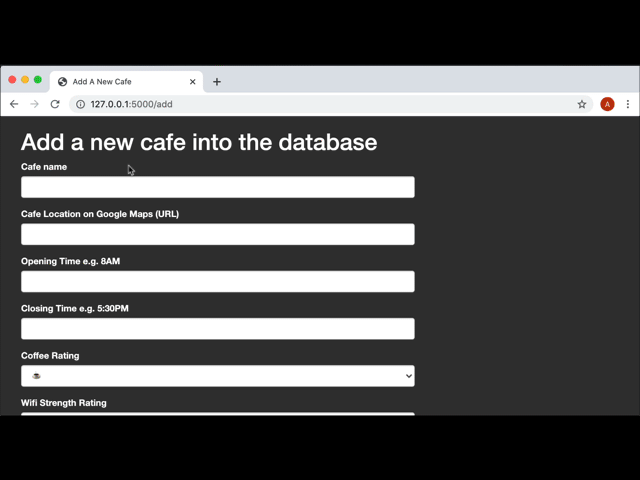 Add A New Cafe
127.0.0.1:5000/add
A
Add a new cafe into the database
Cafe name
Cafe Location on Google Maps (URL)
Opening Time e.g. 8AM
Closing Time e.g. 5:30PM
Coffee Rating
☕
Wifi Strength Rating